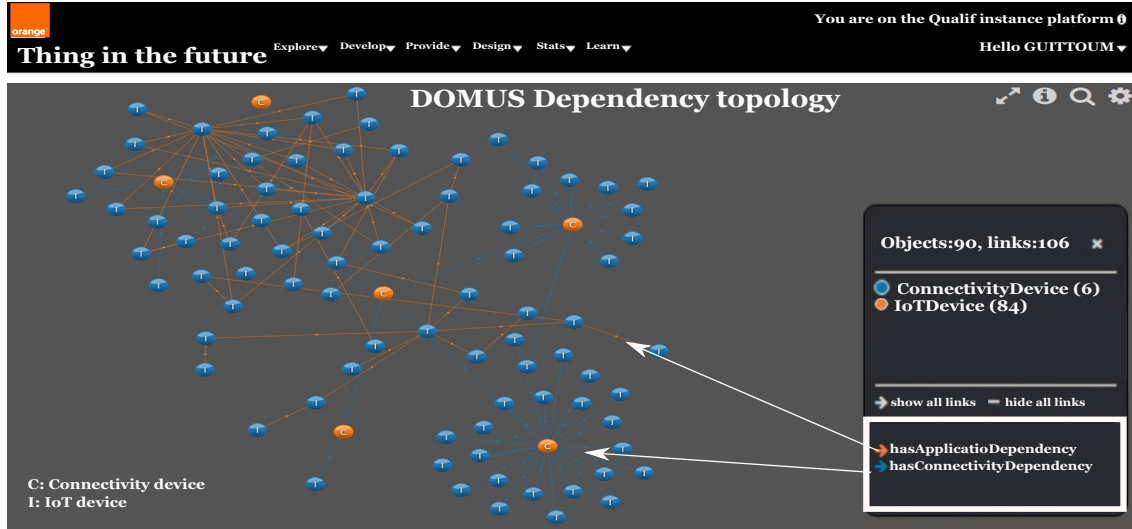 orange
You are on the Qualif instance platform i
Thing in the future Explore Develop Provide Design Stats Learn Hello GUITTOUM
DOMUS Dependency topology
Objects:90, links:106 ×
ConnectivityDevice (6)
IoTDevice (84)
show all links hide all links
hasApplicatioDependency
hasConnectivityDependency
C: Connectivity device
I: IoT device